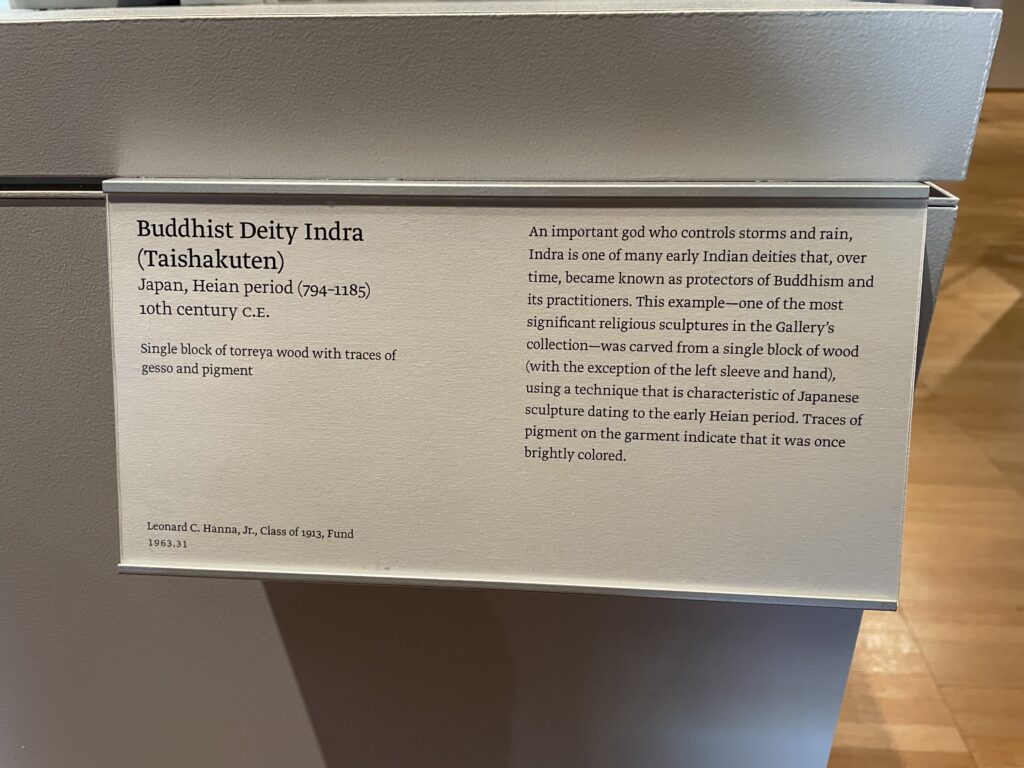 Buddhist Deity Indra
(Taishakuten)
Japan, Heian period (794–1185)
10th century C.E.
Single block of torreya wood with traces of
gesso and pigment
Leonard C. Hanna, Jr., Class of 1913, Fund
1963.31
An important god who controls storms and rain,
Indra is one of many early Indian deities that, over
time, became known as protectors of Buddhism and
its practitioners. This example—one of the most
significant religious sculptures in the Gallery’s
collection—was carved from a single block of wood
(with the exception of the left sleeve and hand),
using a technique that is characteristic of Japanese
sculpture dating to the early Heian period. Traces of
pigment on the garment indicate that it was once
brightly colored.